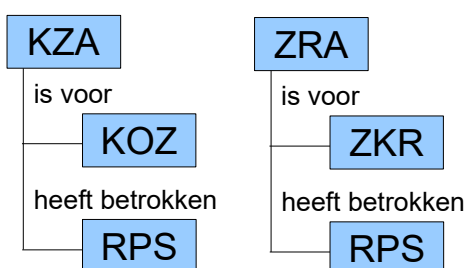 KZA
is voor
KOZ
heeft betrokken
RPS
ZRA
is voor
ZKR
heeft betrokken
RPS